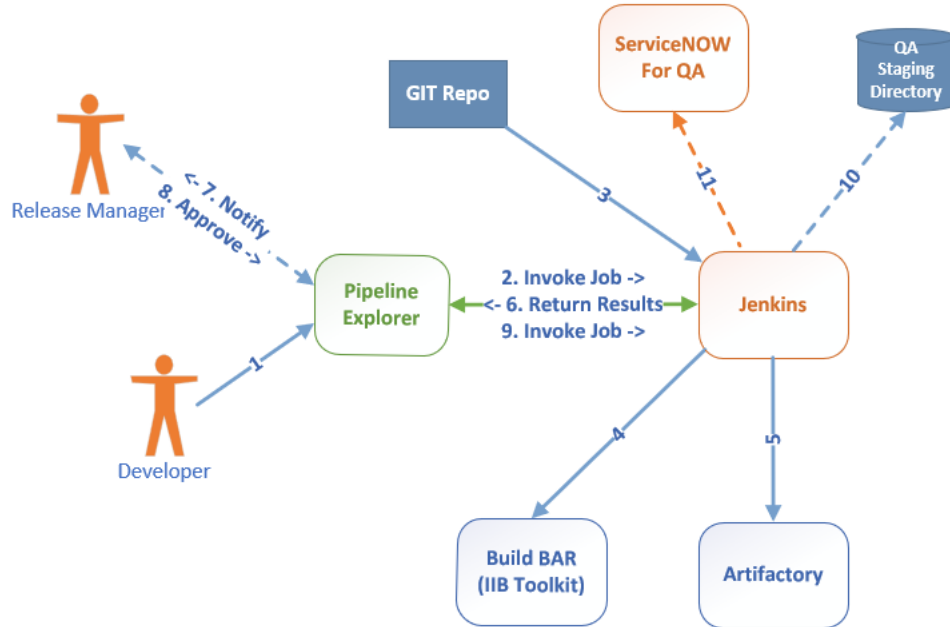 ServiceNOW
For QA
QA
Staging
Directory
GIT Repo
Release Manager
<- 7. Notify
8. Approve ->
3
11
10
Pipeline
Explorer
2. Invoke Job ->
<- 6. Return Results
9. Invoke Job ->
Jenkins
1
Developer
4
5
Build BAR
(IIB Toolkit)
Artifactory